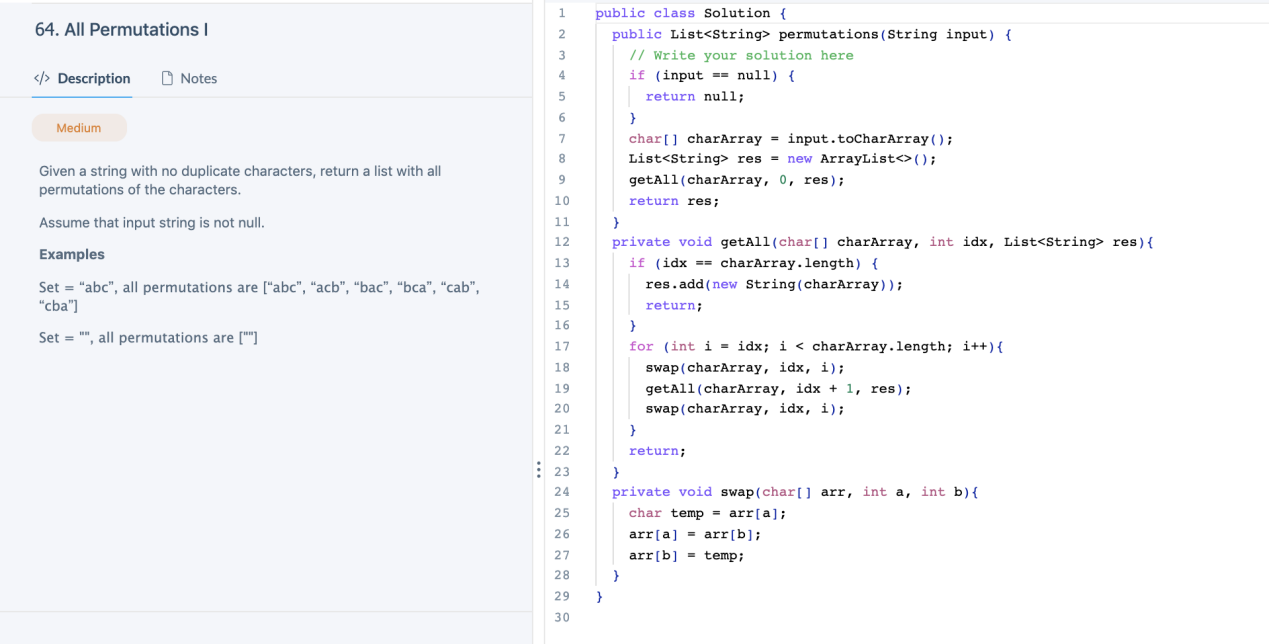 64. All Permutations I
</> Description Notes
Medium
Given a string with no duplicate characters, return a list with all
permutations of the characters.
Assume that input string is not null.
Examples
Set = “abc”, all permutations are [“abc”, “acb”, “bac”, “bca”, “cab”,
“cba”]
Set = "", all permutations are [""]
1 public class Solution {
2   public List<String> permutations(String input) {
3     // Write your solution here
4     if (input == null) {
5       return null;
6     }
7     char[] charArray = input.toCharArray();
8     List<String> res = new ArrayList<>();
9     getAll(charArray, 0, res);
10     return res;
11   }
12   private void getAll(char[] charArray, int idx, List<String> res){
13     if (idx == charArray.length) {
14       res.add(new String(charArray));
15       return;
16     }
17     for (int i = idx; i < charArray.length; i++){
18       swap(charArray, idx, i);
19       getAll(charArray, idx + 1, res);
20       swap(charArray, idx, i);
21     }
22     return;
23   }
24   private void swap(char[] arr, int a, int b){
25     char temp = arr[a];
26     arr[a] = arr[b];
27     arr[b] = temp;
28   }
29 }
30